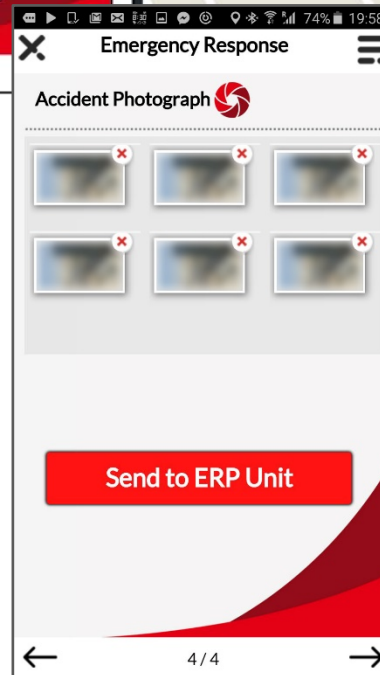 74% 19:58
Emergency Response
Accident Photograph
Send to ERP Unit
4/4